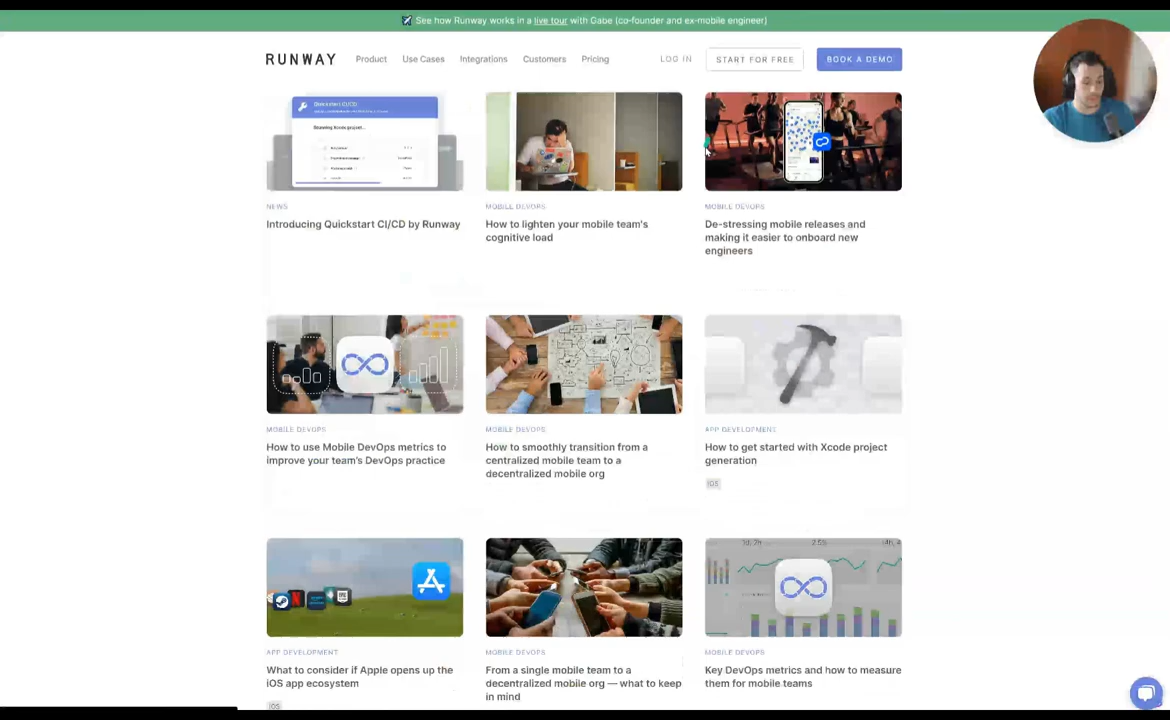 See how Runway works in a live tour with Gabe (co-founder and ex-mobile engineer)
RUNWAY
Product
Use Cases
Integrations
Customers
Pricing
LOG IN
START FOR FREE
BOOK A DEMO
NEWS
Introducing Quickstart CI/CD by Runway
MOBILE DEVOPS
How to lighten your mobile team's
cognitive load
MOBILE DEVOPS
De-stressing mobile releases and
making it easier to onboard new
engineers
MOBILE DEVOPS
How to use Mobile DevOps metrics to
improve your team's DevOps practice
MOBILE DEVOPS
How to smoothly transition from a
centralized mobile team to a
decentralized mobile org
APP DEVELOPMENT
How to get started with Xcode project
generation
iOS
APP DEVELOPMENT
What to consider if Apple opens up the
iOS app ecosystem
iOS
MOBILE DEVOPS
From a single mobile team to a
decentralized mobile org — what to keep
in mind
MOBILE DEVOPS
Key DevOps metrics and how to measure
them for mobile teams